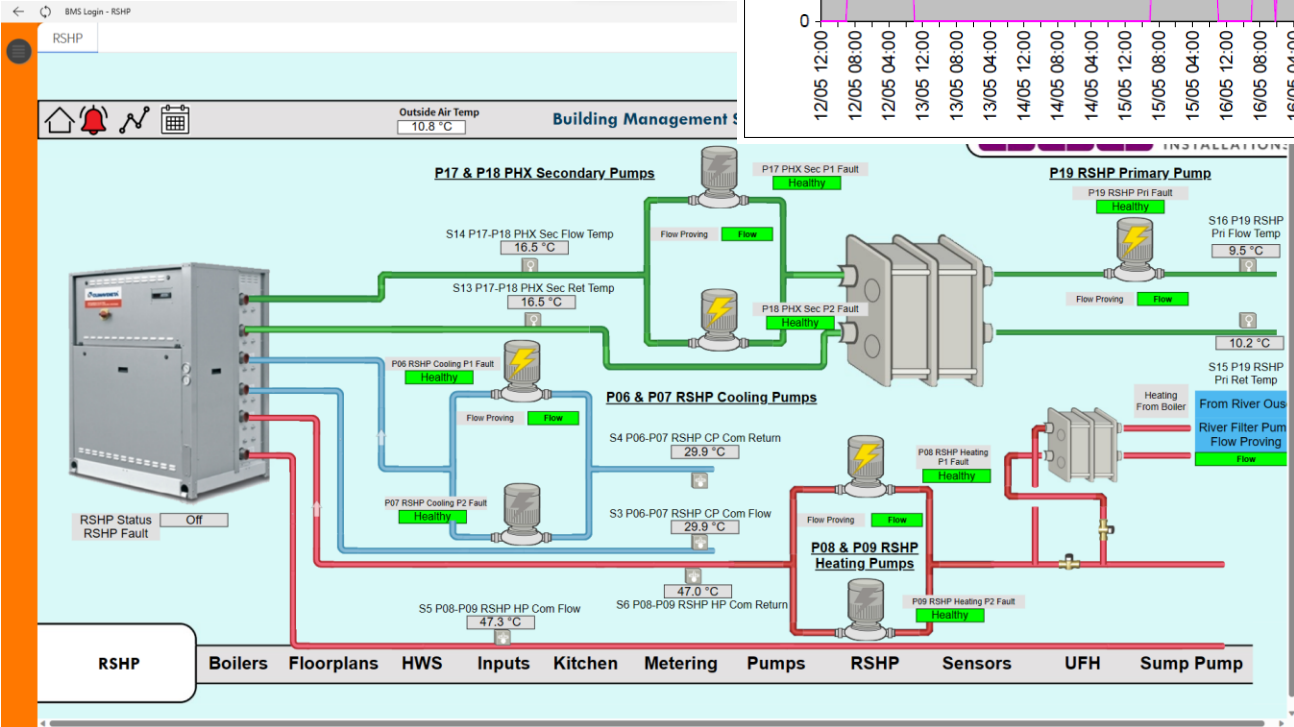 BMS Login - RSHP
RSHP
0
12/05 12:00
12/05 08:00
12/05 04:00
13/05 12:00
13/05 08:00
13/05 04:00
14/05 12:00
14/05 08:00
14/05 04:00
15/05 12:00
15/05 08:00
15/05 04:00
16/05 12:00
16/05 08:00
16/05 04:00
Outside Air Temp
10.8 °C
Building Management S
INSTALLATIONS
P17 & P18 PHX Secondary Pumps
P17 PHX Sec P1 Fault
Healthy
P19 RSHP Primary Pump
P19 RSHP Pri Fault
Healthy
S16 P19 RSHP
Pri Flow Temp
9.5 °C
S14 P17-P18 PHX Sec Flow Temp
16.5 °C
Flow Proving
Flow
S13 P17-P18 PHX Sec Ret Temp
16.5 °C
Flow Proving
Flow
P18 PHX Sec P2 Fault
Healthy
10.2 °C
S15 P19 RSHP
Pri Ret Temp
P06 RSHP Cooling P1 Fault
Healthy
P06 & P07 RSHP Cooling Pumps
Heating
From Boiler
From River Ous
River Filter Pum
Flow Proving
Flow
Flow Proving
Flow
S4 P06-P07 RSHP CP Com Return
29.9 °C
P08 RSHP Heating
P1 Fault
Healthy
P07 RSHP Cooling P2 Fault
Healthy
S3 P06-P07 RSHP CP Com Flow
29.9 °C
Flow Proving
Flow
RSHP Status
Off
RSHP Fault
P08 & P09 RSHP
Heating Pumps
47.0 °C
S6 P08-P09 RSHP HP Com Return
S5 P08-P09 RSHP HP Com Flow
47.3 °C
P09 RSHP Heating P2 Fault
Healthy
RSHP
Boilers
Floorplans
HWS
Inputs
Kitchen
Metering
Pumps
RSHP
Sensors
UFH
Sump Pump